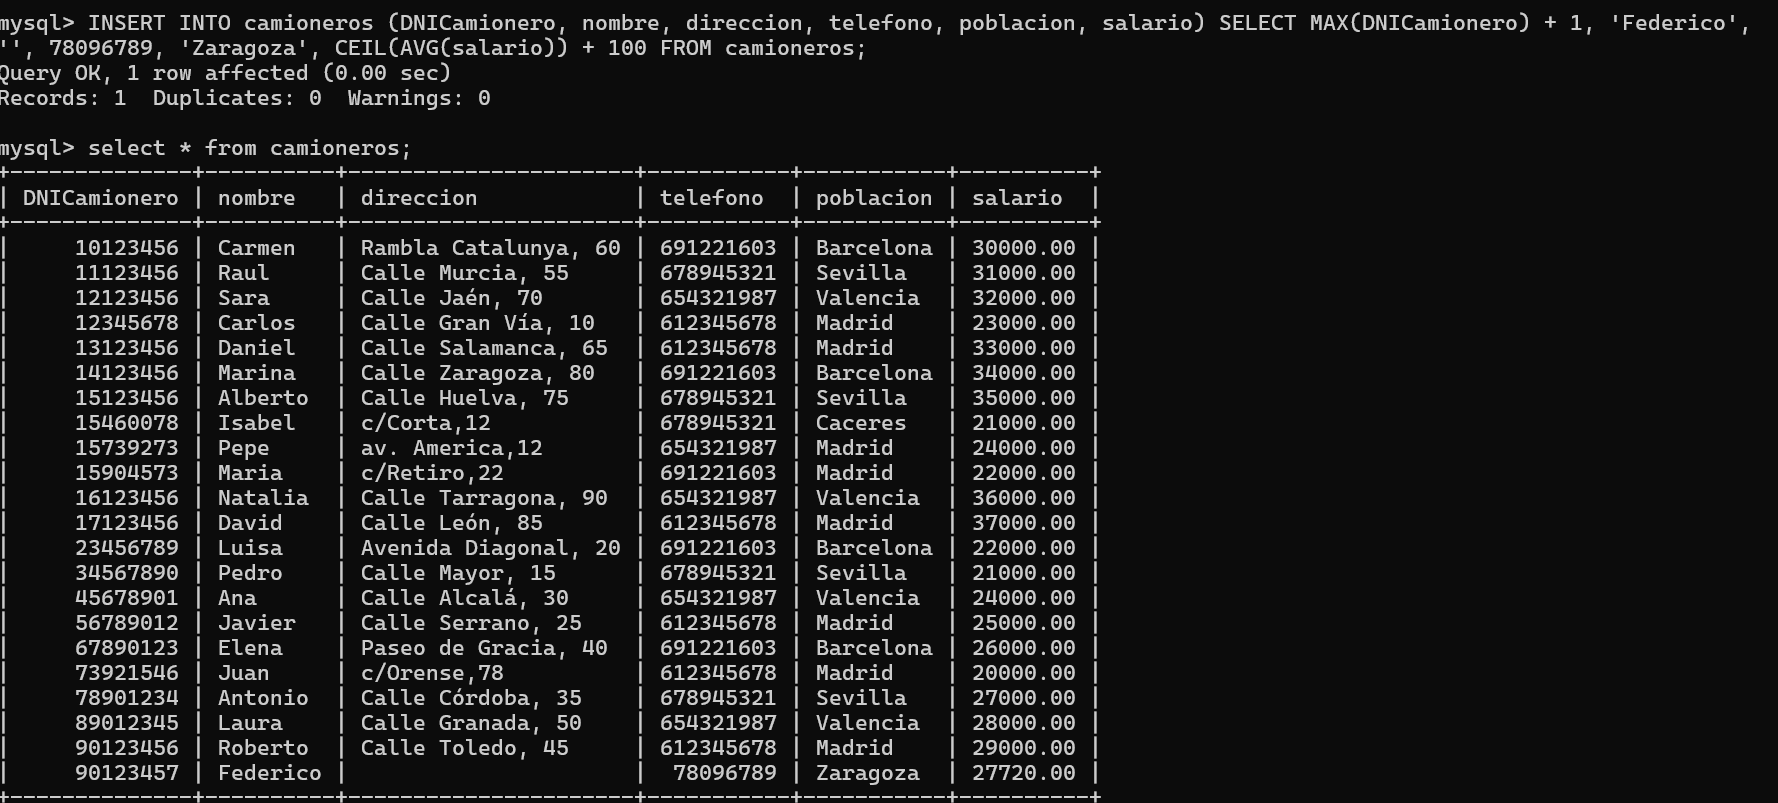 mysql> INSERT INTO camioneros (DNICamionero, nombre, direccion, telefono, poblacion, salario) SELECT MAX(DNICamionero) + 1, 'Federico',
'', 78096789, 'Zaragoza', CEIL(AVG(salario)) + 100 FROM camioneros;
Query OK, 1 row affected (0.00 sec)
Records: 1  Duplicates: 0  Warnings: 0
mysql> select * from camioneros;
+--------------+----------+----------------------+-----------+-----------+----------+
| DNICamionero | nombre   | direccion            | telefono  | poblacion | salario  |
+--------------+----------+----------------------+-----------+-----------+----------+
|     10123456 | Carmen   | Rambla Catalunya, 60 | 691221603 | Barcelona | 30000.00 |
|     11123456 | Raul     | Calle Murcia, 55     | 678945321 | Sevilla   | 31000.00 |
|     12123456 | Sara     | Calle Jaén, 70       | 654321987 | Valencia  | 32000.00 |
|     12345678 | Carlos   | Calle Gran Vía, 10   | 612345678 | Madrid    | 23000.00 |
|     13123456 | Daniel   | Calle Salamanca, 65  | 612345678 | Madrid    | 33000.00 |
|     14123456 | Marina   | Calle Zaragoza, 80   | 691221603 | Barcelona | 34000.00 |
|     15123456 | Alberto  | Calle Huelva, 75     | 678945321 | Sevilla   | 35000.00 |
|     15460078 | Isabel   | c/Corta,12           | 678945321 | Caceres   | 21000.00 |
|     15739273 | Pepe     | av. America,12       | 654321987 | Madrid    | 24000.00 |
|     15904573 | Maria    | c/Retiro,22          | 691221603 | Madrid    | 22000.00 |
|     16123456 | Natalia  | Calle Tarragona, 90  | 654321987 | Valencia  | 36000.00 |
|     17123456 | David    | Calle León, 85       | 612345678 | Madrid    | 37000.00 |
|     23456789 | Luisa    | Avenida Diagonal, 20 | 691221603 | Barcelona | 22000.00 |
|     34567890 | Pedro    | Calle Mayor, 15      | 678945321 | Sevilla   | 21000.00 |
|     45678901 | Ana      | Calle Alcalá, 30     | 654321987 | Valencia  | 24000.00 |
|     56789012 | Javier   | Calle Serrano, 25    | 612345678 | Madrid    | 25000.00 |
|     67890123 | Elena    | Paseo de Gracia, 40  | 691221603 | Barcelona | 26000.00 |
|     73921546 | Juan     | c/Orense,78          | 612345678 | Madrid    | 20000.00 |
|     78901234 | Antonio  | Calle Córdoba, 35    | 678945321 | Sevilla   | 27000.00 |
|     89012345 | Laura    | Calle Granada, 50    | 654321987 | Valencia  | 28000.00 |
|     90123456 | Roberto  | Calle Toledo, 45     | 612345678 | Madrid    | 29000.00 |
|     90123457 | Federico |                      |  78096789 | Zaragoza  | 27720.00 |
+--------------+----------+----------------------+-----------+-----------+----------+